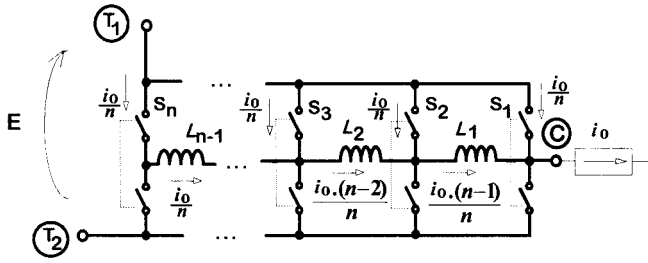 T1
E
i0/n
Sn
Ln-1
i0/n
...
...
i0/n
S3
L2
i0.(n-2)/n
i0/n
S2
L1
i0.(n-1)/n
S1
i0/n
C
i0
T2
...